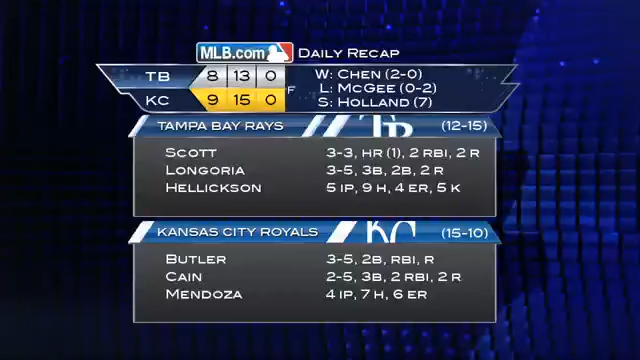 MLB.com DAILY RECAP
TB 8 13 0
KC 9 15 0
F
W: CHEN (2-0)
L: MCGEE (0-2)
S: HOLLAND (7)
TAMPA BAY RAYS TB (12-15)
SCOTT 3-3, HR (1), 2 RBI, 2 R
LONGORIA 3-5, 3B, 2B, 2 R
HELLICKSON 5 IP, 9 H, 4 ER, 5 K
KANSAS CITY ROYALS KC (15-10)
BUTLER 3-5, 2B, RBI, R
CAIN 2-5, 3B, 2 RBI, 2 R
MENDOZA 4 IP, 7 H, 6 ER